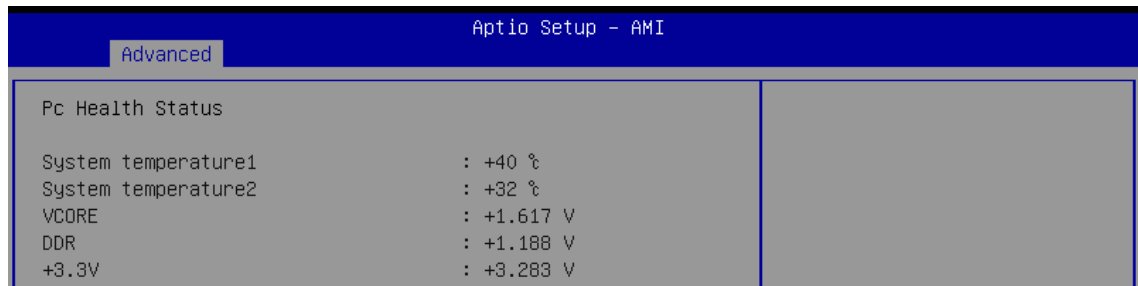 Aptio Setup – AMI
Advanced
Pc Health Status
System temperature1 : +40 ℃
System temperature2 : +32 ℃
VCORE : +1.617 V
DDR : +1.188 V
+3.3V : +3.283 V